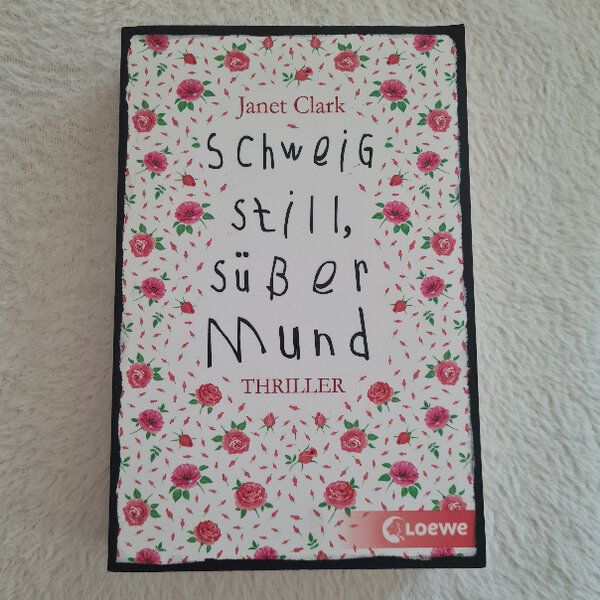 Janet Clark
SchweiG
still,
süßer
Mund
THRILLER
Loewe